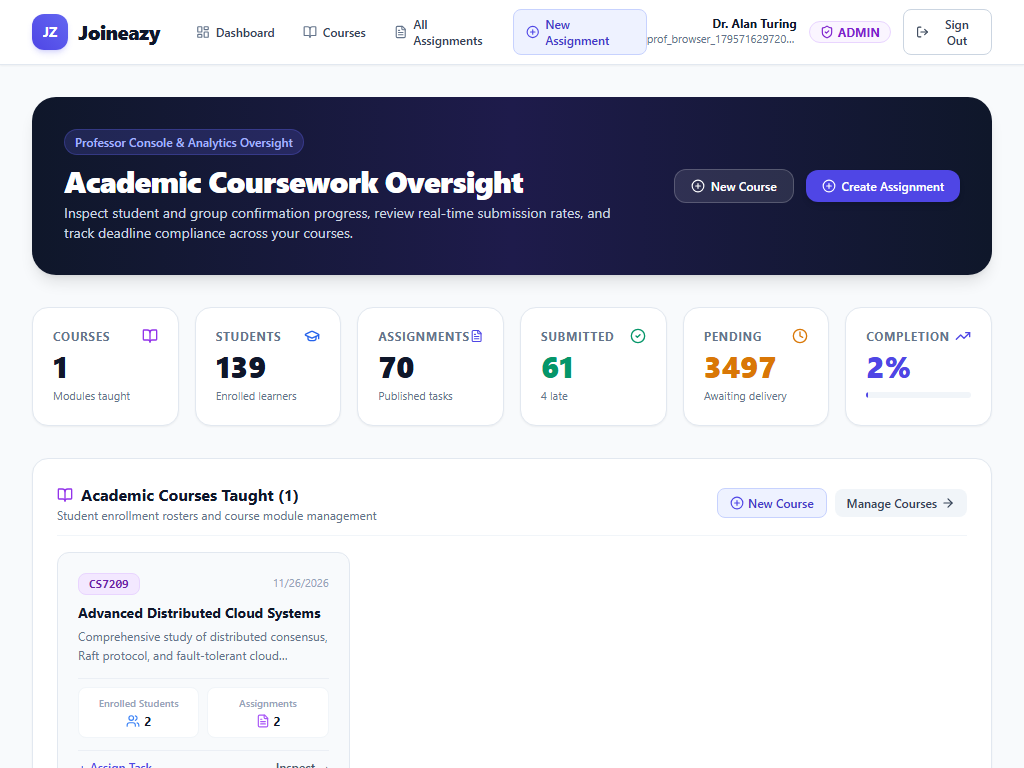 JZ
Joineazy
Dashboard
Courses
All
Assignments
New
Assignment
Dr. Alan Turing
prof_browser_179571629720...
ADMIN
Sign
Out
Professor Console & Analytics Oversight
Academic Coursework Oversight
Inspect student and group confirmation progress, review real-time submission rates, and
track deadline compliance across your courses.
New Course
Create Assignment
COURSES
1
Modules taught
STUDENTS
139
Enrolled learners
ASSIGNMENTS
70
Published tasks
SUBMITTED
61
4 late
PENDING
3497
Awaiting delivery
COMPLETION
2%
Academic Courses Taught (1)
Student enrollment rosters and course module management
New Course
Manage Courses →
CS7209
11/26/2026
Advanced Distributed Cloud Systems
Comprehensive study of distributed consensus,
Raft protocol, and fault-tolerant cloud...
Enrolled Students
2
Assignments
2
+ Assign Task
Inspect →